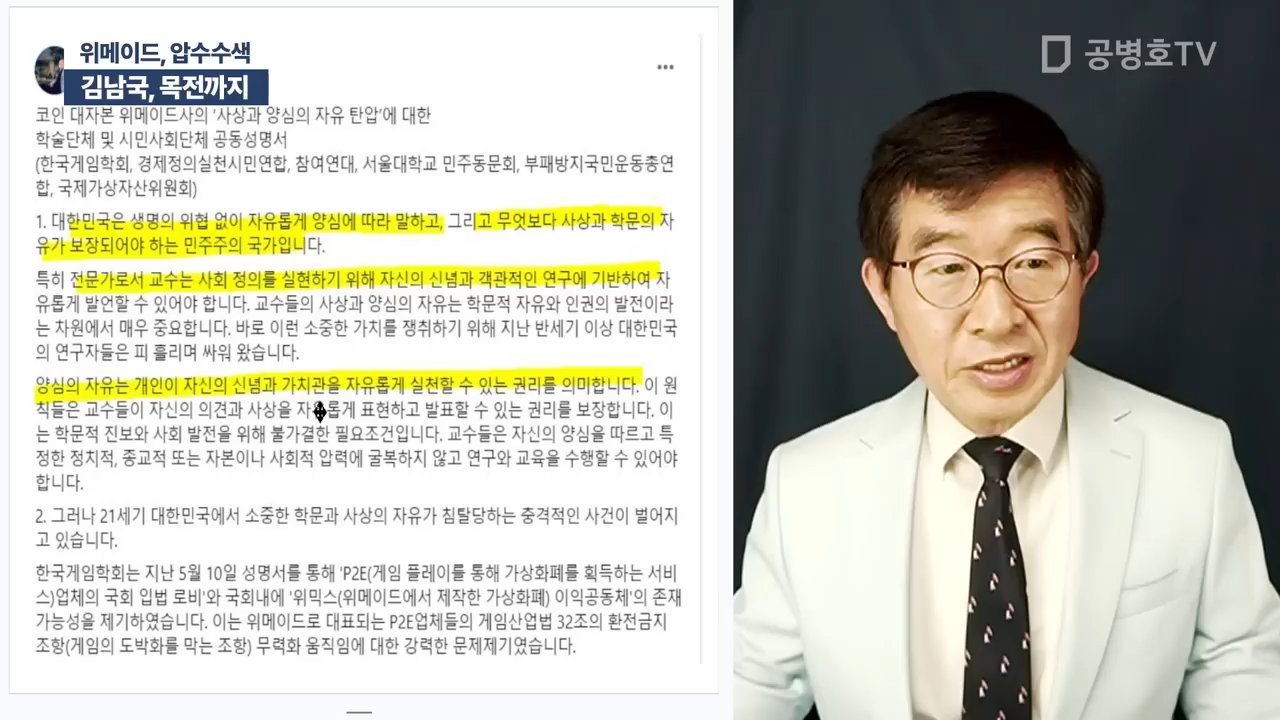 위메이드, 압수수색
김남국, 목전까지
코인 대자본 위메이드사의 '사상과 양심의 자유 탄압'에 대한
학술단체 및 시민사회단체 공동성명서
(한국게임학회, 경제정의실천시민연합, 참여연대, 서울대학교 민주동문회, 부패방지국민운동총연
합, 국제가상자산위원회)
1. 대한민국은 생명의 위협 없이 자유롭게 양심에 따라 말하고, 그리고 무엇보다 사상과 학문의 자
유가 보장되어야 하는 민주주의 국가입니다.
특히 전문가로서 교수는 사회 정의를 실현하기 위해 자신의 신념과 객관적인 연구에 기반하여 자
유롭게 발언할 수 있어야 합니다. 교수들의 사상과 양심의 자유는 학문적 자유와 인권의 발전이라
는 차원에서 매우 중요합니다. 바로 이런 소중한 가치를 쟁취하기 위해 지난 반세기 이상 대한민국
의 연구자들은 피 흘리며 싸워 왔습니다.
양심의 자유는 개인이 자신의 신념과 가치관을 자유롭게 실천할 수 있는 권리를 의미합니다. 이 원
칙들은 교수들이 자신의 의견과 사상을 자유롭게 표현하고 발표할 수 있는 권리를 보장합니다. 이
는 학문적 진보와 사회 발전을 위해 불가결한 필요조건입니다. 교수들은 자신의 양심을 따르고 특
정한 정치적, 종교적 또는 자본이나 사회적 압력에 굴복하지 않고 연구와 교육을 수행할 수 있어야
합니다.
2. 그러나 21세기 대한민국에서 소중한 학문과 사상의 자유가 침탈당하는 충격적인 사건이 벌어지
고 있습니다.
한국게임학회는 지난 5월 10일 성명서를 통해 'P2E(게임 플레이를 통해 가상화폐를 획득하는 서비
스)업체의 국회 입법 로비'와 국회내에 '위믹스(위메이드에서 제작한 가상화폐) 이익공동체'의 존재
가능성을 제기하였습니다. 이는 위메이드로 대표되는 P2E업체들의 게임산업법 32조의 환전금지
조항(게임의 도박화를 막는 조항) 무력화 움직임에 대한 강력한 문제제기였습니다.
공병호TV